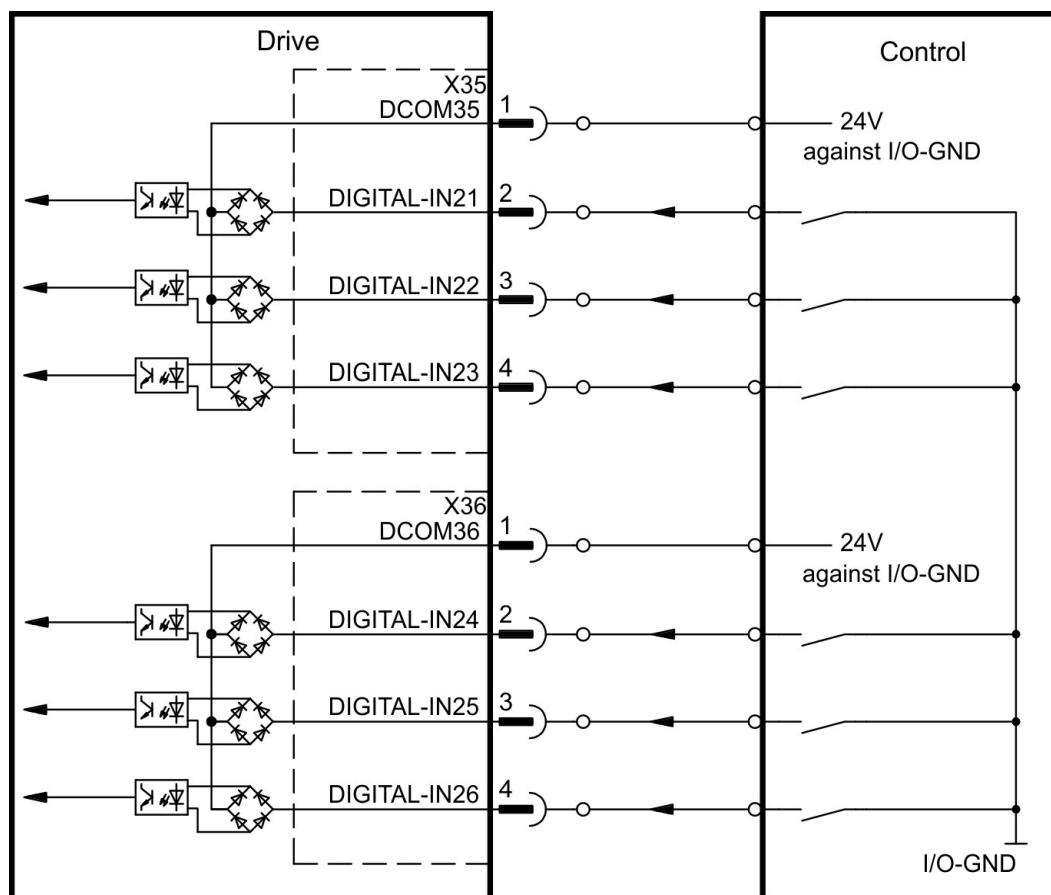 Drive
Control
X35
DCOM35
1
24V
against I/O-GND
DIGITAL-IN21
2
DIGITAL-IN22
3
DIGITAL-IN23
4
X36
DCOM36
1
24V
against I/O-GND
DIGITAL-IN24
2
DIGITAL-IN25
3
DIGITAL-IN26
4
I/O-GND